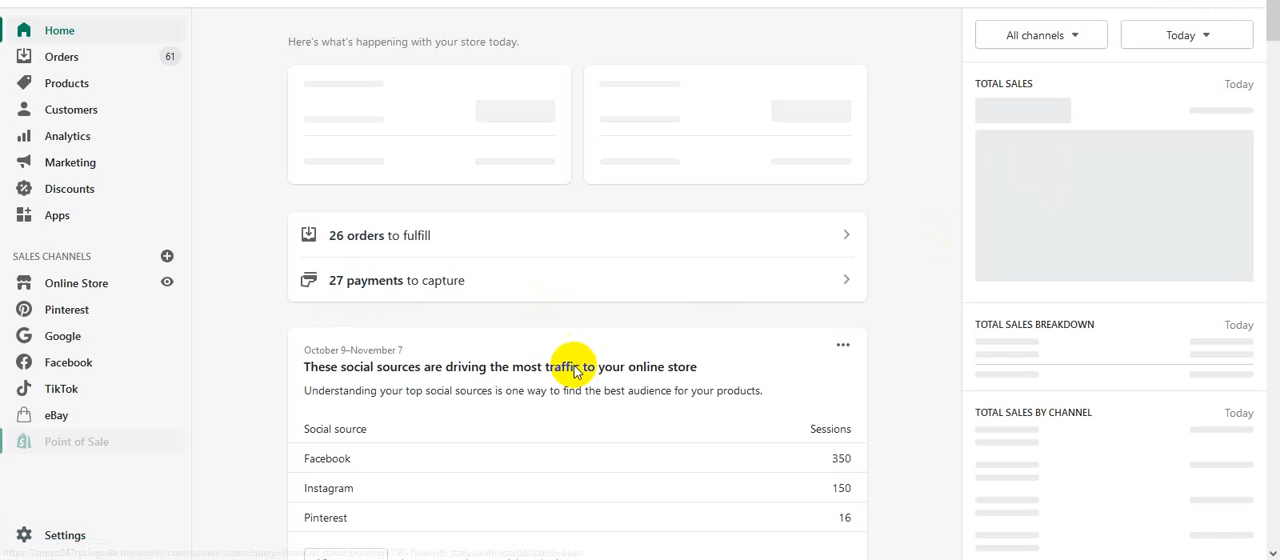 Home
Orders 61
Products
Customers
Analytics
Marketing
Discounts
Apps
SALES CHANNELS
Online Store
Pinterest
Google
Facebook
TikTok
eBay
Point of Sale
Settings
Here's what's happening with your store today.
26 orders to fulfill
27 payments to capture
October 9–November 7
These social sources are driving the most traffic to your online store
Understanding your top social sources is one way to find the best audience for your products.
Social source Sessions
Facebook 350
Instagram 150
Pinterest 16
All channels Today
TOTAL SALES Today
TOTAL SALES BREAKDOWN Today
TOTAL SALES BY CHANNEL Today